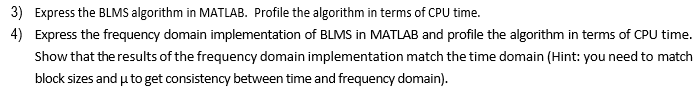 3) Express the BLMS algorithm in MATLAB. Profile the algorithm in terms of CPU time.
4) Express the frequency domain implementation of BLMS in MATLAB and profile the algorithm in terms of CPU time.
Show that the results of the frequency domain implementation match the time domain (Hint: you need to match
block sizes and µ to get consistency between time and frequency domain).